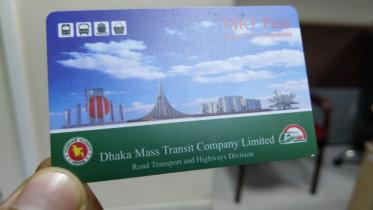 MRT Pass
Dhaka Mass Transit Company Limited
Road Transport and Highways Division